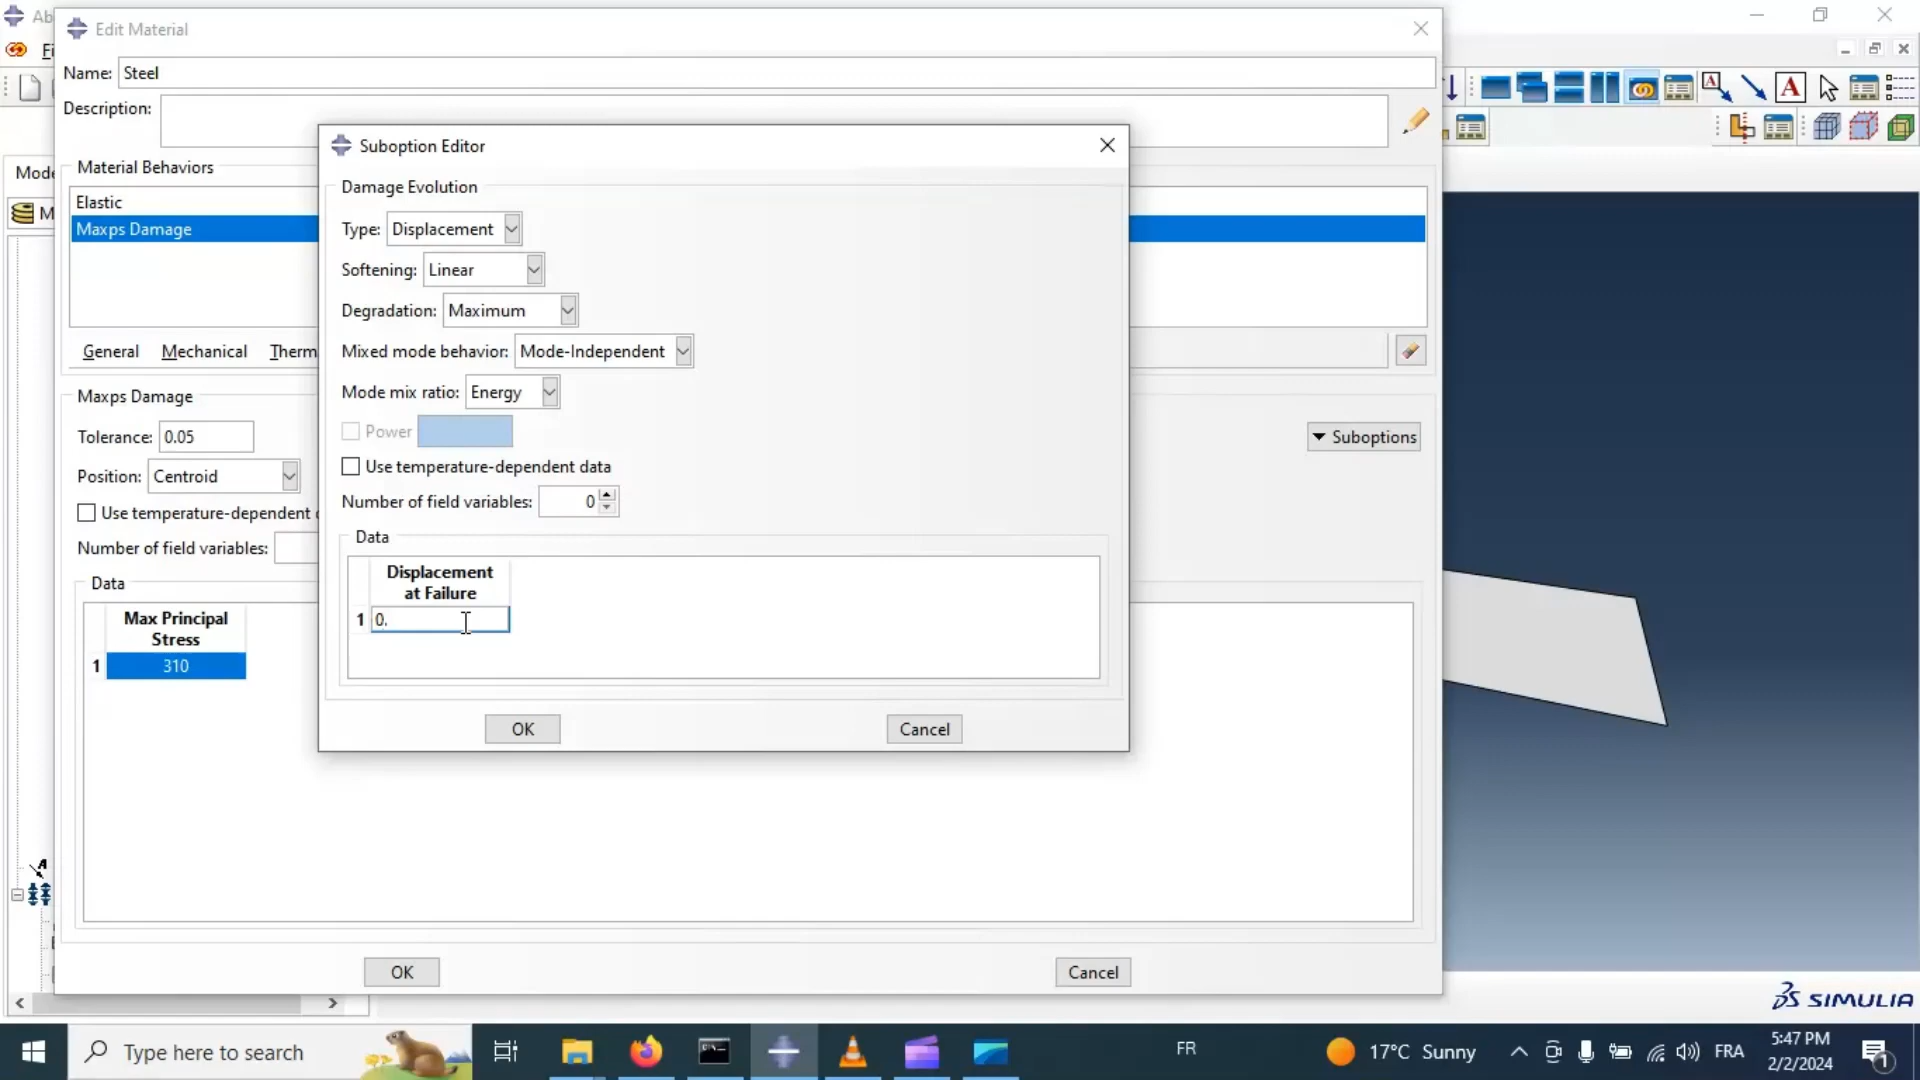 Ab
Edit Material
Fi
Name: Steel
Description:
Suboption Editor
Mode
Material Behaviors
Damage Evolution
Elastic
M
Maxps Damage
Type: Displacement
Softening: Linear
Degradation: Maximum
General Mechanical Therm
Mixed mode behavior: Mode-Independent
Maxps Damage
Mode mix ratio: Energy
Tolerance: 0.05
Power
Suboptions
Position: Centroid
Use temperature-dependent data
Use temperature-dependent
Number of field variables: 0
Number of field variables:
Data
Data
Displacement
at Failure
1 0.
Max Principal
Stress
1 310
OK Cancel
OK Cancel
SIMULIA
Type here to search
FR
17°C Sunny
FRA
5:47 PM
2/2/2024
1